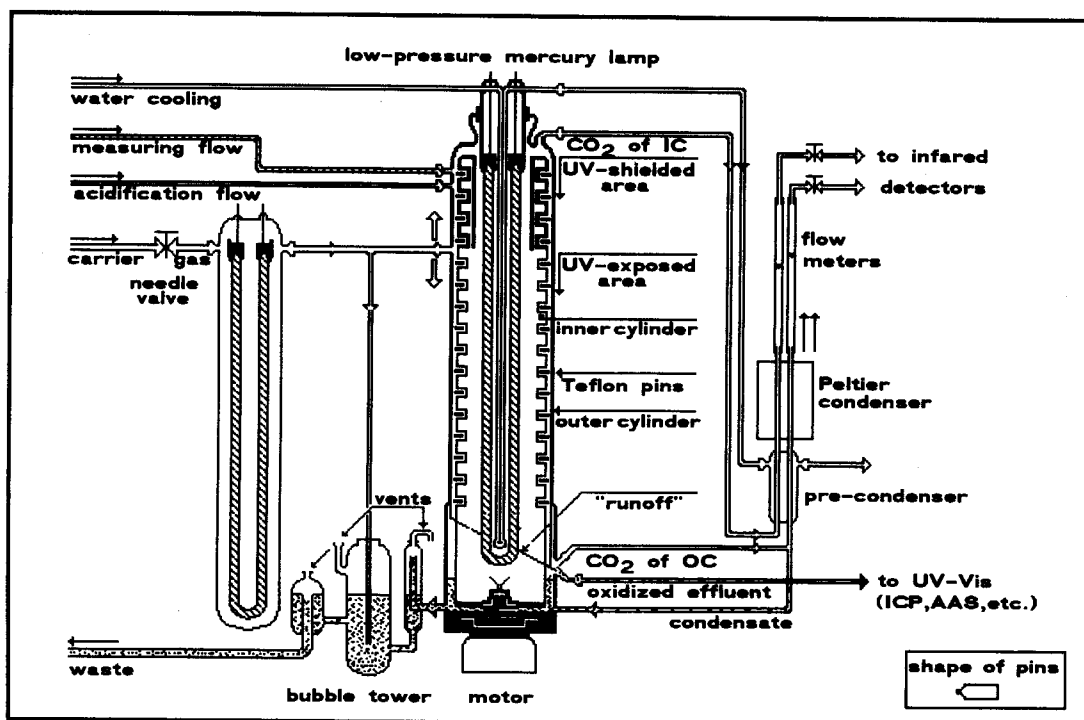 low-pressure mercury lamp
water cooling
measuring flow
acidification flow
carrier gas
needle
valve
CO2 of IC
UV-shielded
area
UV-exposed
area
inner cylinder
Teflon pins
outer cylinder
"runoff"
CO2 of OC
oxidized effluent
condensate
to infared
detectors
flow
meters
Peltier
condenser
pre-condenser
to UV-Vis
(ICP,AAS,etc.)
vents
waste
bubble tower
motor
shape of pins